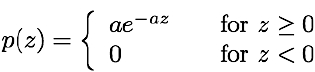 p(z) = { ae^{-az} for z ≥ 0
0 for z < 0